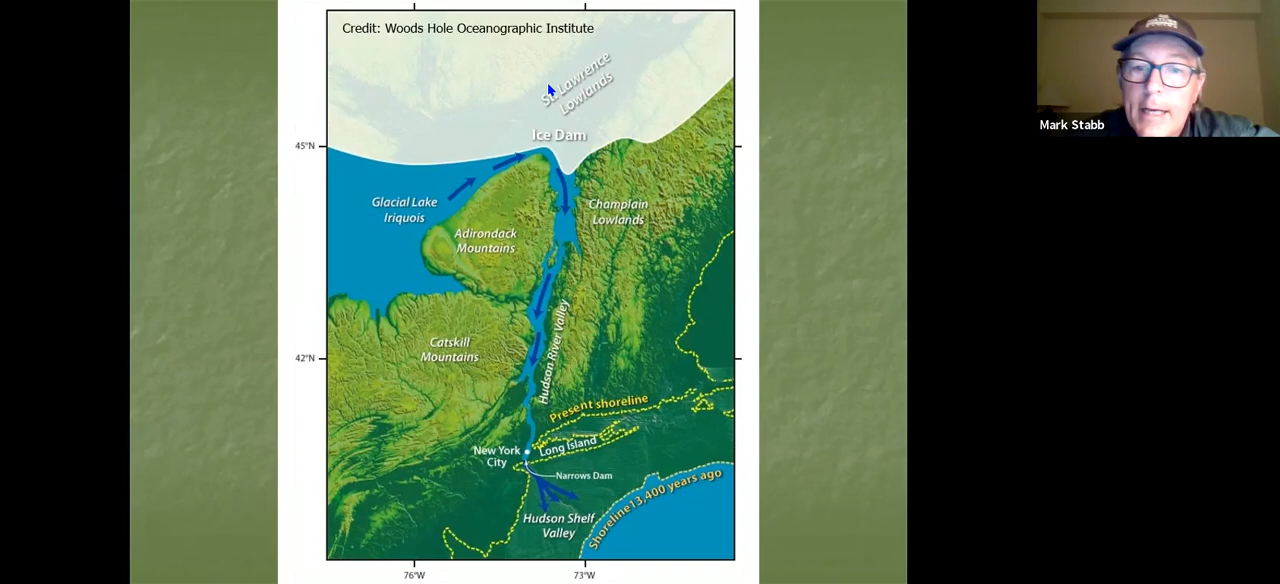 Credit: Woods Hole Oceanographic Institute
St. Lawrence
Lowlands
Ice Dam
45°N
Glacial Lake
Iriquois
Champlain
Lowlands
Adirondack
Mountains
Hudson River Valley
Catskill
Mountains
42°N
Present shoreline
Long Island
New York
City
Narrows Dam
Shoreline 13,400 years ago
Hudson Shelf
Valley
76°W
73°W
Mark Stabb